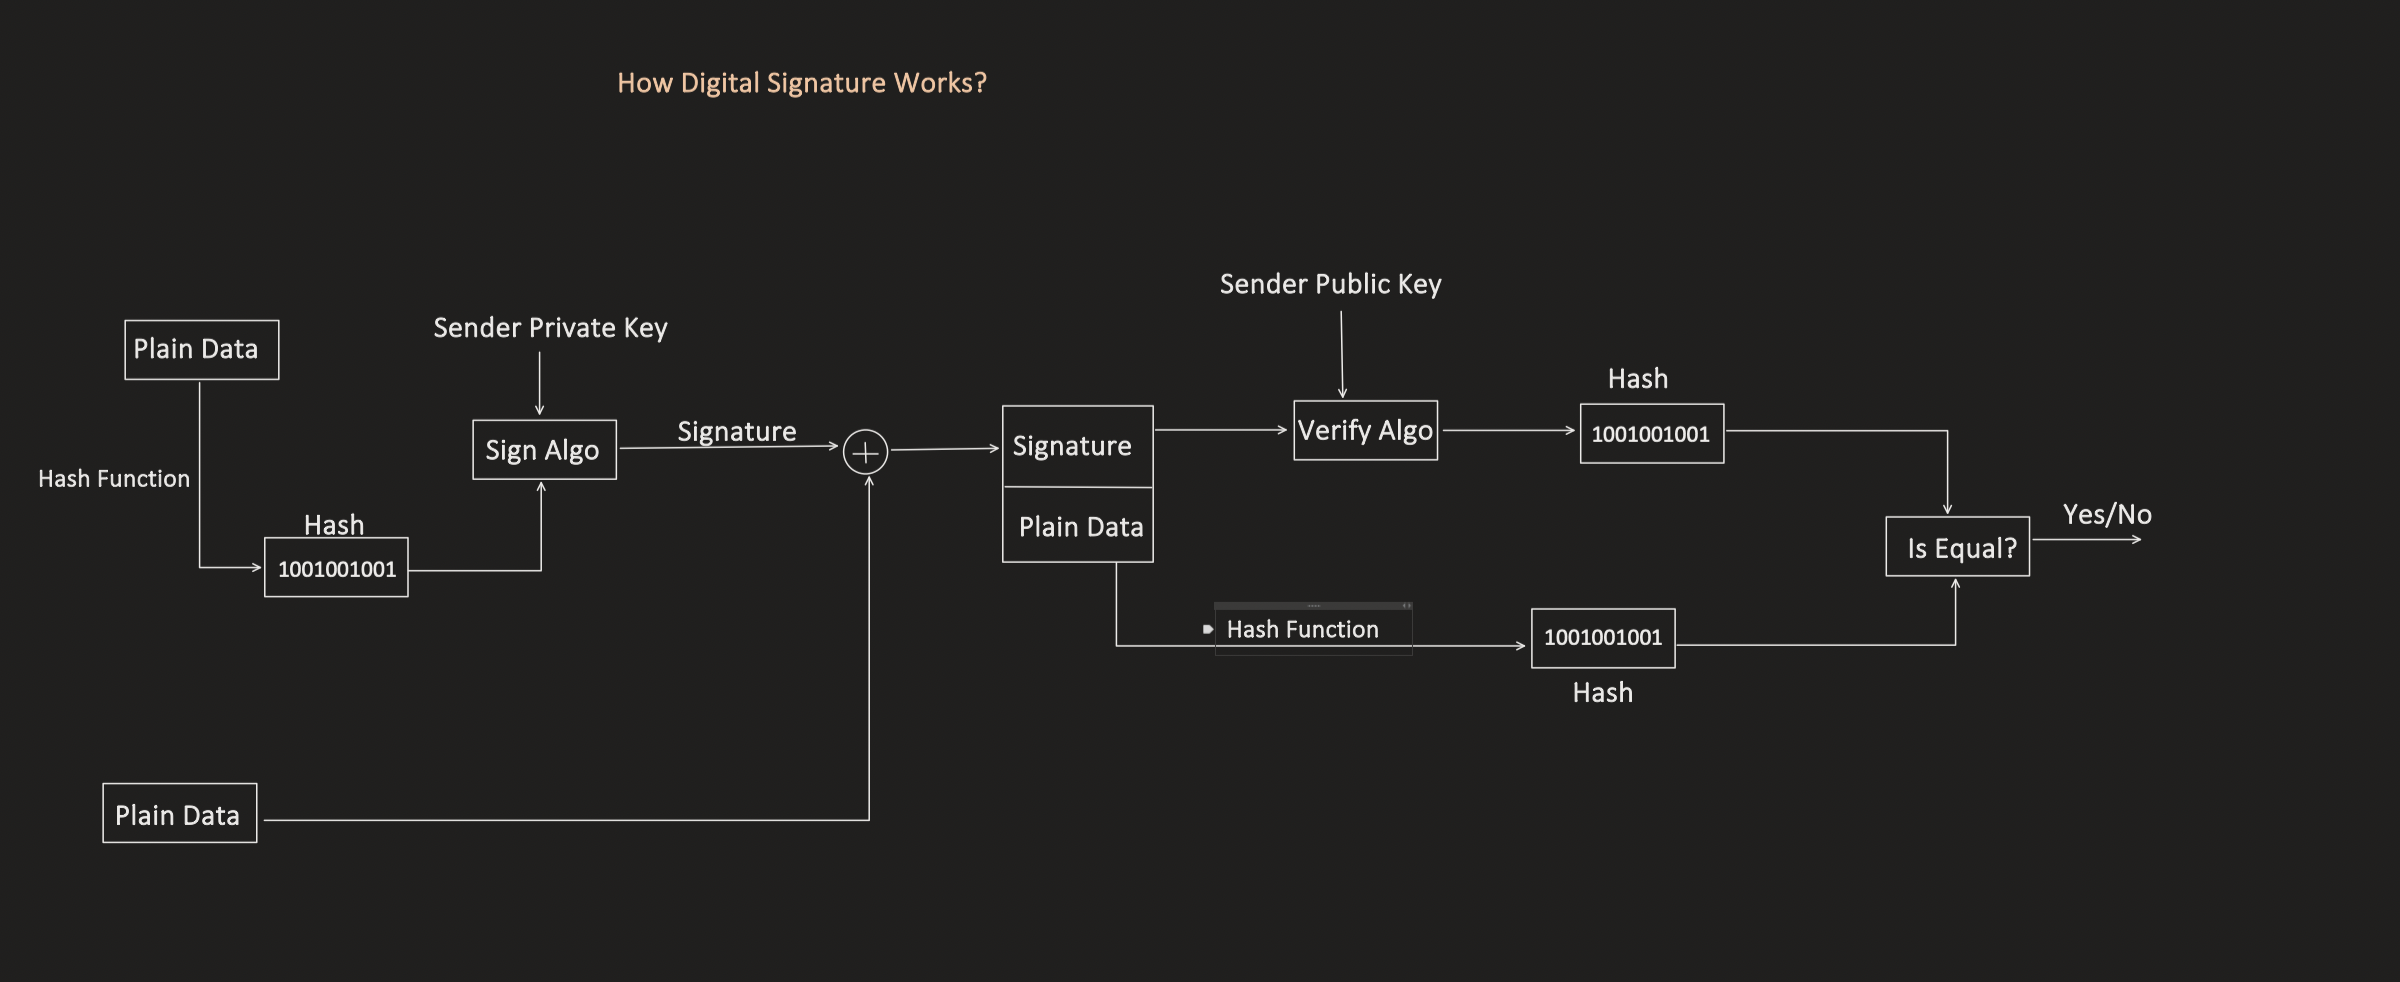 How Digital Signature Works?
Plain Data
Hash Function
Hash
1001001001
Sender Private Key
Sign Algo
Signature
Plain Data
Signature
Plain Data
Sender Public Key
Verify Algo
Hash
1001001001
Hash Function
1001001001
Hash
Is Equal?
Yes/No